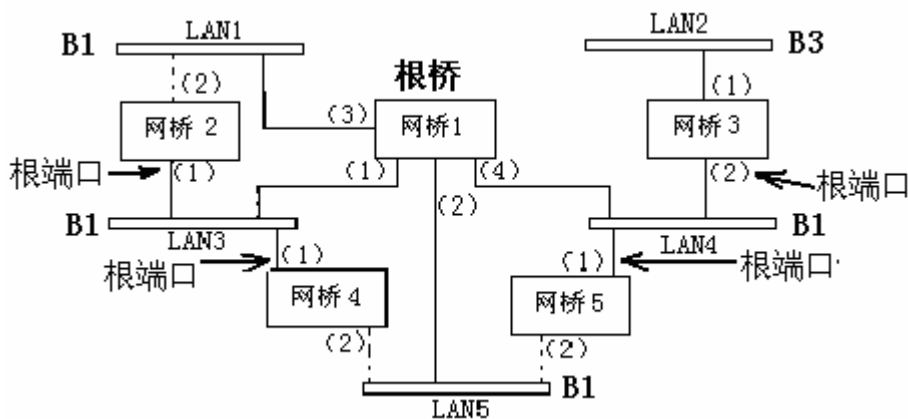 LAN1
B1
LAN2
B3
(2)
根桥
(1)
(3)
网桥 2
网桥1
网桥 3
根端口
(1)
(1)
(4)
(2)
根端口
(2)
B1
LAN3
LAN4
B1
(1)
根端口
(1)
根端口
网桥 4
网桥 5
(2)
(2)
B1
LAN5